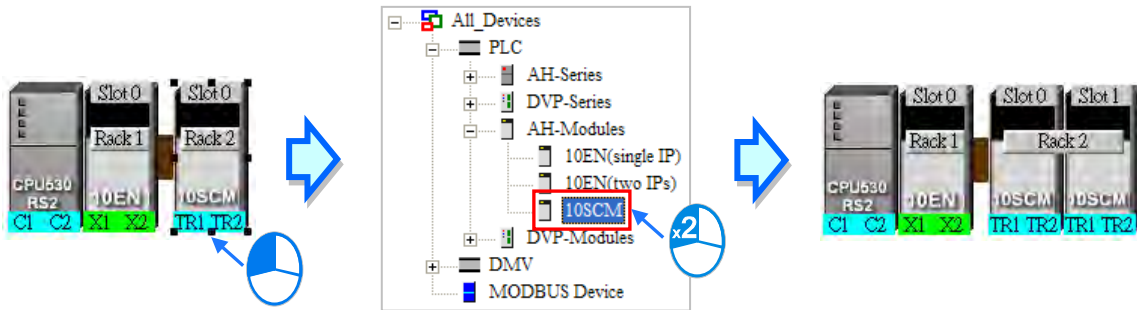 Slot 0 Slot 0
Rack 1 Rack 2
CPU530 RS2 10EN 10SCM
C1 C2 X1 X2 TR1 TR2
All_Devices
PLC
AH-Series
DVP-Series
AH-Modules
10EN(single IP)
10EN(two IPs)
10SCM
x2
DVP-Modules
DMV
MODBUS Device
Slot 0 Slot 0 Slot 1
Rack 1 Rack 2
CPU530 RS2 10EN 10SCM 10SCM
C1 C2 X1 X2 TR1 TR2 TR1 TR2